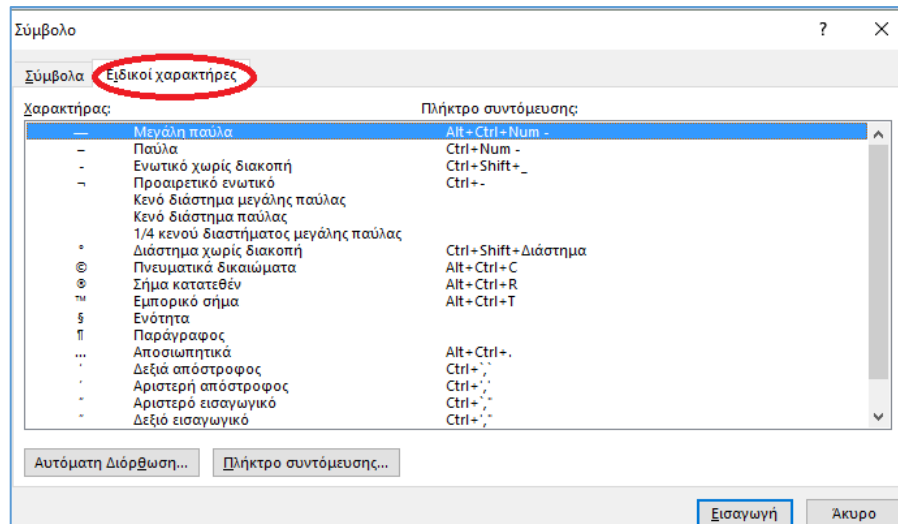 Σύμβολο ? ×
Σύμβολα Ειδικοί χαρακτήρες
Χαρακτήρας: Πλήκτρο συντόμευσης:
— Μεγάλη παύλα Alt+Ctrl+Num -
– Παύλα Ctrl+Num -
- Ενωτικό χωρίς διακοπή Ctrl+Shift+_
¬ Προαιρετικό ενωτικό Ctrl+-
Κενό διάστημα μεγάλης παύλας
Κενό διάστημα παύλας
1/4 κενού διαστήματος μεγάλης παύλας
° Διάστημα χωρίς διακοπή Ctrl+Shift+Διάστημα
© Πνευματικά δικαιώματα Alt+Ctrl+C
® Σήμα κατατεθέν Alt+Ctrl+R
™ Εμπορικό σήμα Alt+Ctrl+T
§ Ενότητα
¶ Παράγραφος
… Αποσιωπητικά Alt+Ctrl+.
‘ Δεξιά απόστροφος Ctrl+`,`
’ Αριστερή απόστροφος Ctrl+','
“ Αριστερό εισαγωγικό Ctrl+`,"
” Δεξιό εισαγωγικό Ctrl+',"
Αυτόματη Διόρθωση... Πλήκτρο συντόμευσης...
Εισαγωγή Άκυρο